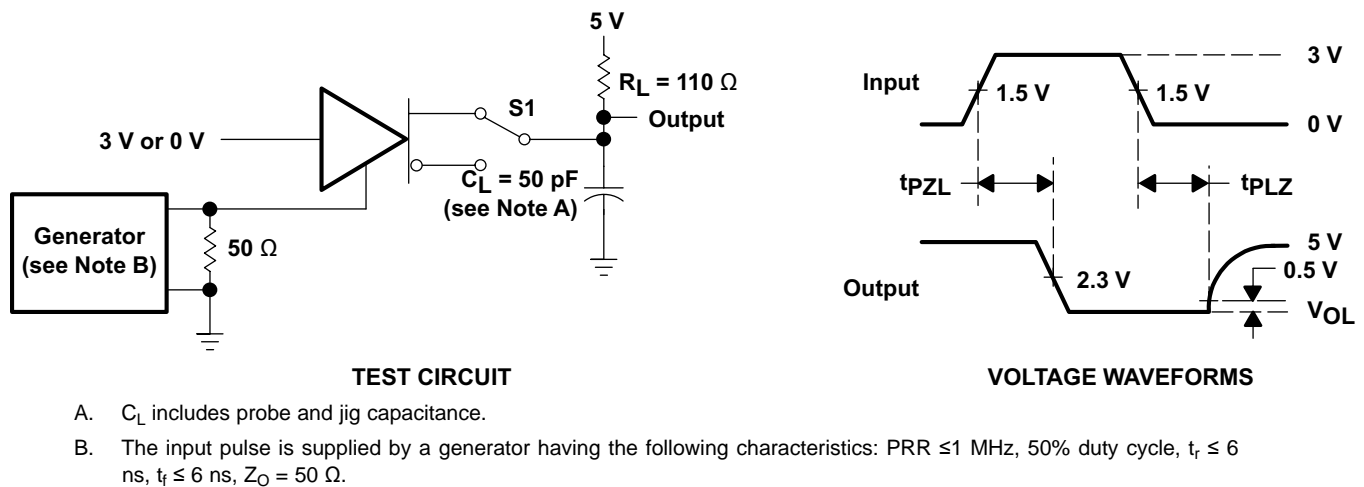 5 V
R_L = 110 Ω
S1
Output
3 V or 0 V
C_L = 50 pF
(see Note A)
Generator
(see Note B)
50 Ω
TEST CIRCUIT
3 V
Input
1.5 V
1.5 V
0 V
t_PZL
t_PLZ
5 V
0.5 V
2.3 V
Output
V_OL
VOLTAGE WAVEFORMS
A. C_L includes probe and jig capacitance.
B. The input pulse is supplied by a generator having the following characteristics: PRR ≤1 MHz, 50% duty cycle, t_r ≤ 6
ns, t_f ≤ 6 ns, Z_O = 50 Ω.